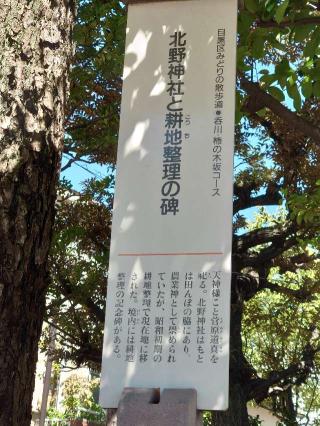 目黒区みどりの散歩道●呑川 柿の木坂コース
北野神社と耕地整理の碑
こう ち
天神様こと菅原道真を
祀る。北野神社はもと
は田んぼの脇にあり、
農業神として崇められ
ていたが、昭和初期の
耕地整理で現在地に移
された。境内には耕地
整理の記念碑がある。